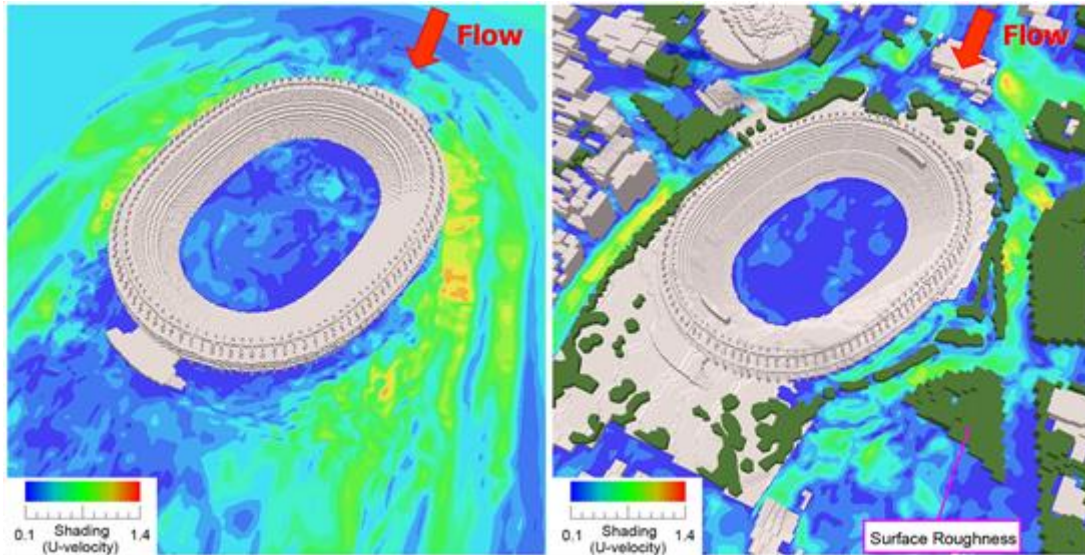 Flow
0.1
Shading
(U-velocity)
1.4
Flow
0.1
Shading
(U-velocity)
1.4
Surface Roughness